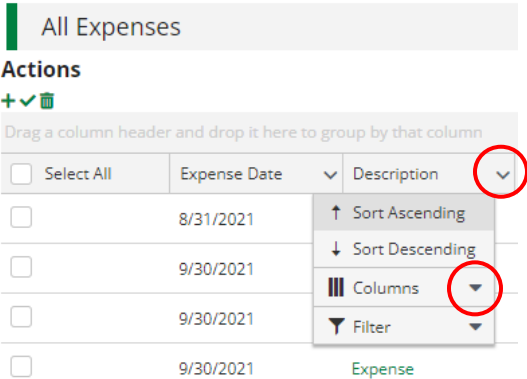 All Expenses
Actions
Drag a column header and drop it here to group by that column
Select All Expense Date Description
8/31/2021 Sort Ascending
Sort Descending
9/30/2021
Columns
9/30/2021 Filter
9/30/2021 Expense